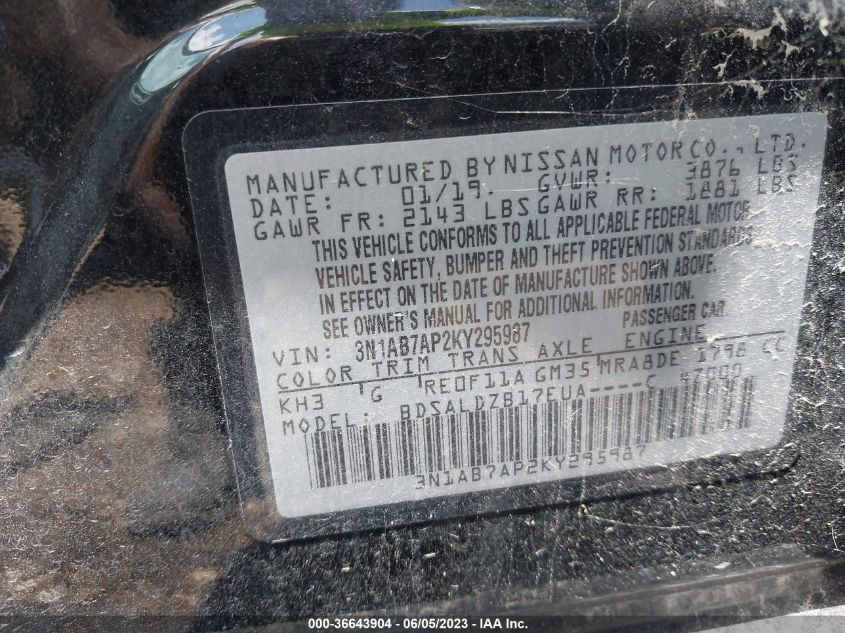 MANUFACTURED BY NISSAN MOTOR CO., LTD.
DATE: 01/19. GVWR: 3876 LBS
GAWR FR: 2143 LBS GAWR RR: 1881 LBS
THIS VEHICLE CONFORMS TO ALL APPLICABLE FEDERAL MOTOR
VEHICLE SAFETY, BUMPER AND THEFT PREVENTION STANDARDS
IN EFFECT ON THE DATE OF MANUFACTURE SHOWN ABOVE.
SEE OWNER'S MANUAL FOR ADDITIONAL INFORMATION.
VIN: 3N1AB7AP2KY295987 PASSENGER CAR
COLOR TRIM TRANS AXLE ENGINE
KH3 G RE0F11A GM35 MRA8DE 1798 CC
MODEL: BDSALDZB17EUA----C 47000
3N1AB7AP2KY295987
000-36643904 - 06/05/2023 - IAA Inc.